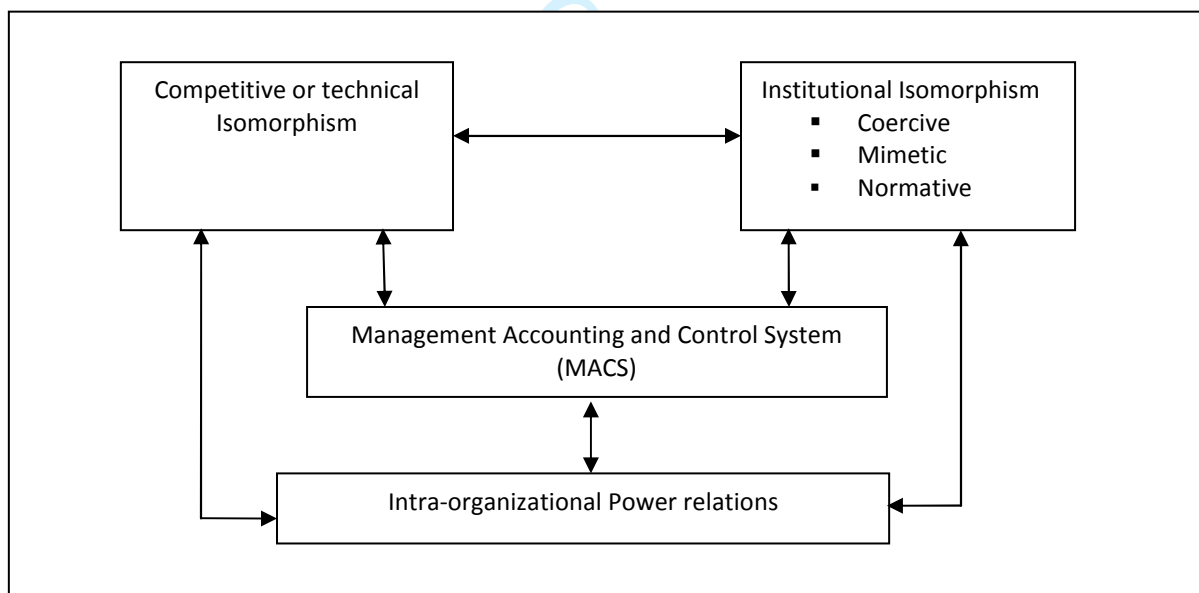 Competitive or technical
Isomorphism
Institutional Isomorphism
▪ Coercive
▪ Mimetic
▪ Normative
Management Accounting and Control System
(MACS)
Intra-organizational Power relations